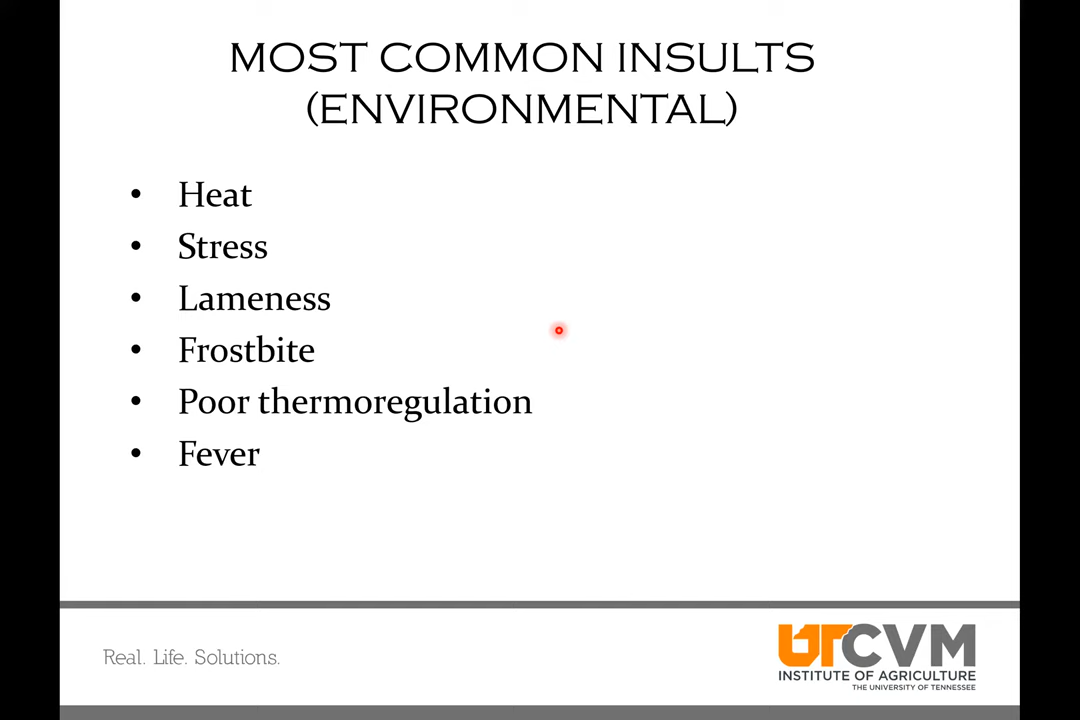 MOST COMMON INSULTS
(ENVIRONMENTAL)
• Heat
• Stress
• Lameness
• Frostbite
• Poor thermoregulation
• Fever
Real. Life. Solutions.
UTCVM
INSTITUTE OF AGRICULTURE
THE UNIVERSITY OF TENNESSEE